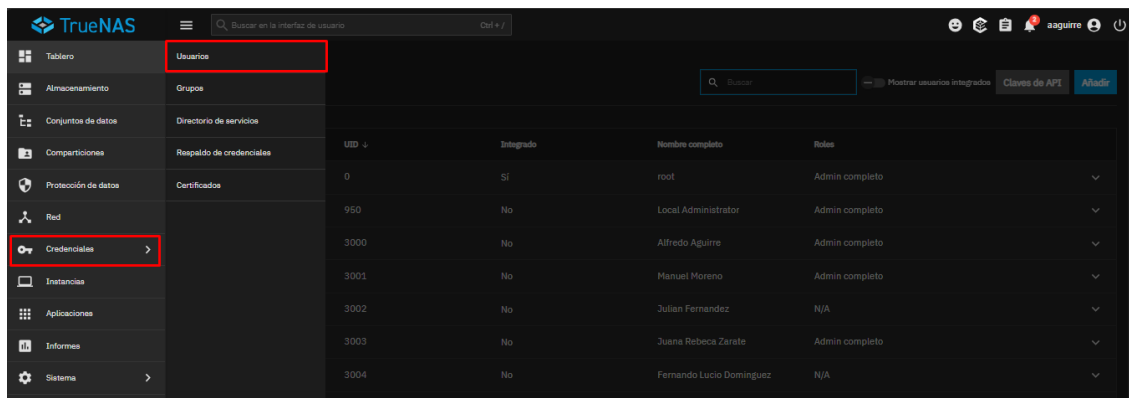 TrueNAS
Buscar en la interfaz de usuario Ctrl + /
2
aaguirre
Tablero
Almacenamiento
Conjuntos de datos
Comparticiones
Protección de datos
Red
Credenciales
Instancias
Aplicaciones
Informes
Sistema
Usuarios
Grupos
Directorio de servicios
Respaldo de credenciales
Certificados
Buscar
Mostrar usuarios integrados
Claves de API
Añadir
UID Integrado Nombre completo Roles
0 Sí root Admin completo
950 No Local Administrator Admin completo
3000 No Alfredo Aguirre Admin completo
3001 No Manuel Moreno Admin completo
3002 No Julian Fernandez N/A
3003 No Juana Rebeca Zarate Admin completo
3004 No Fernando Lucio Dominguez N/A